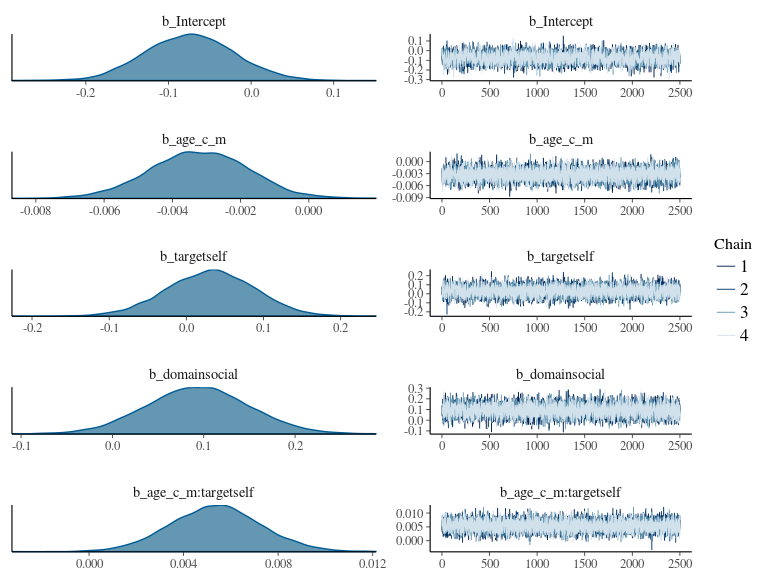 b_Intercept
-0.2 -0.1 0.0 0.1
b_Intercept
0.1
0.0
-0.1
-0.2
-0.3
0 500 1000 1500 2000 2500
b_age_c_m
-0.008 -0.006 -0.004 -0.002 0.000
b_age_c_m
0.000
-0.003
-0.006
-0.009
0 500 1000 1500 2000 2500
b_targetself
-0.2 -0.1 0.0 0.1 0.2
b_targetself
0.2
0.1
0.0
-0.1
-0.2
0 500 1000 1500 2000 2500
b_domainsocial
-0.1 0.0 0.1 0.2
b_domainsocial
0.3
0.2
0.1
0.0
-0.1
0 500 1000 1500 2000 2500
b_age_c_m:targetself
0.000 0.004 0.008 0.012
b_age_c_m:targetself
0.010
0.005
0.000
0 500 1000 1500 2000 2500
Chain
1
2
3
4